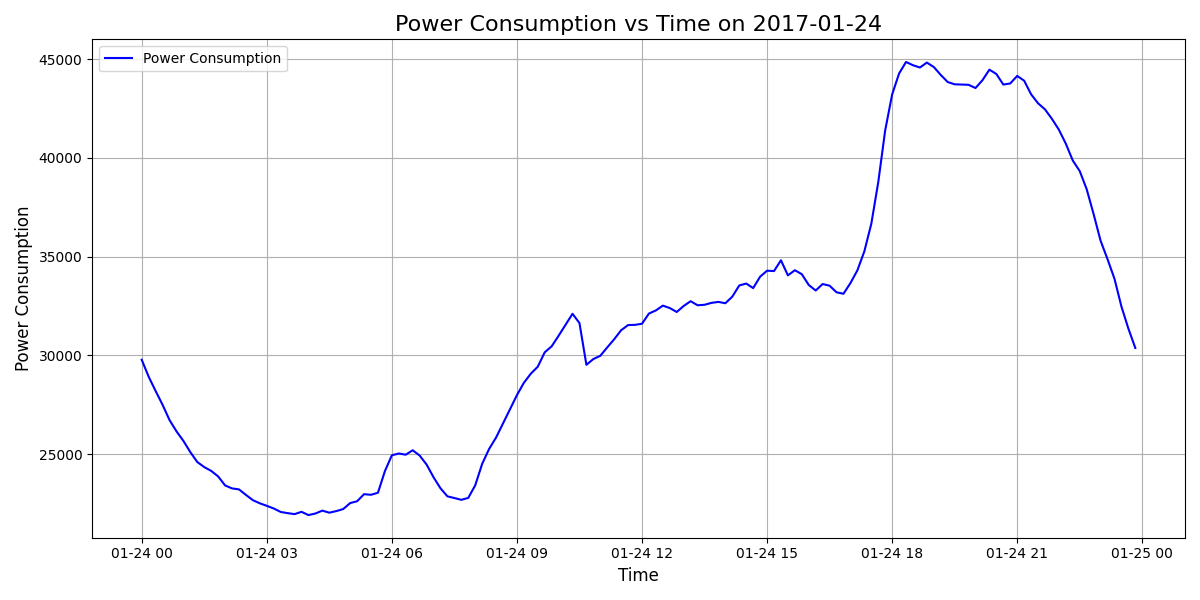 Power Consumption vs Time on 2017-01-24
Power Consumption
45000
40000
35000
30000
25000
Power Consumption
01-24 00 01-24 03 01-24 06 01-24 09 01-24 12 01-24 15 01-24 18 01-24 21 01-25 00
Time